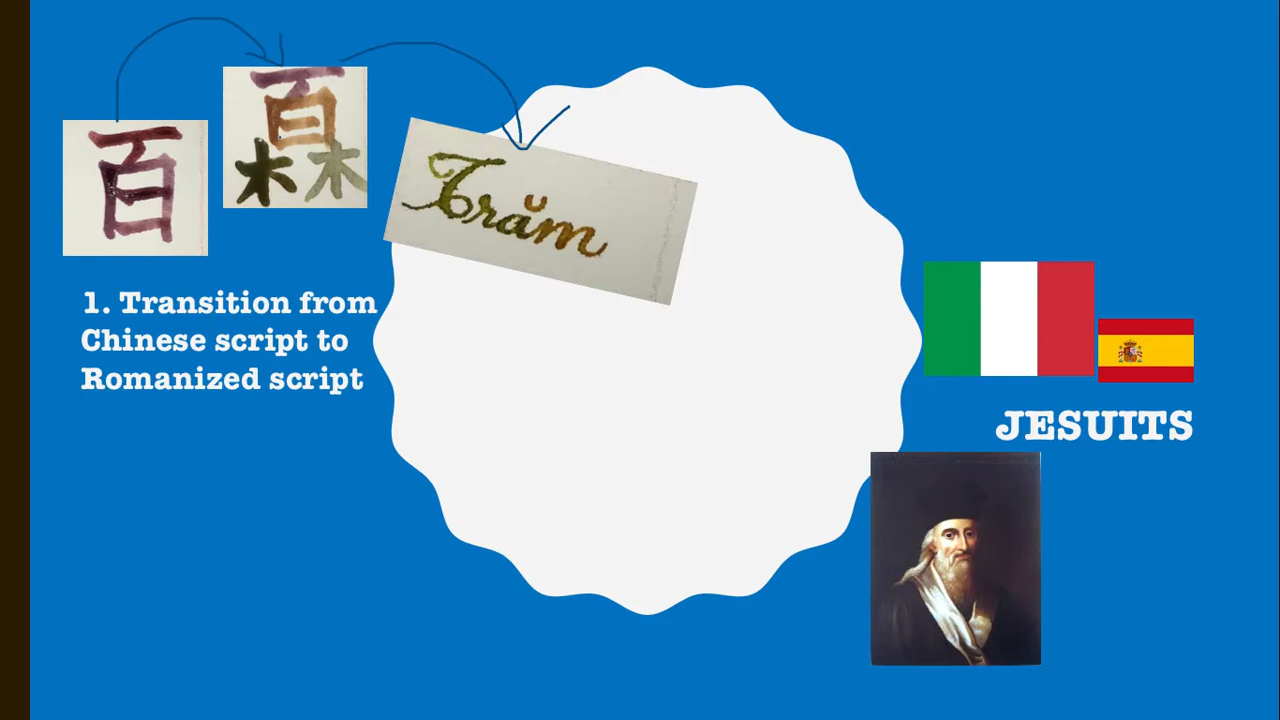 百
𤾓
Trăm
1. Transition from
Chinese script to
Romanized script
JESUITS